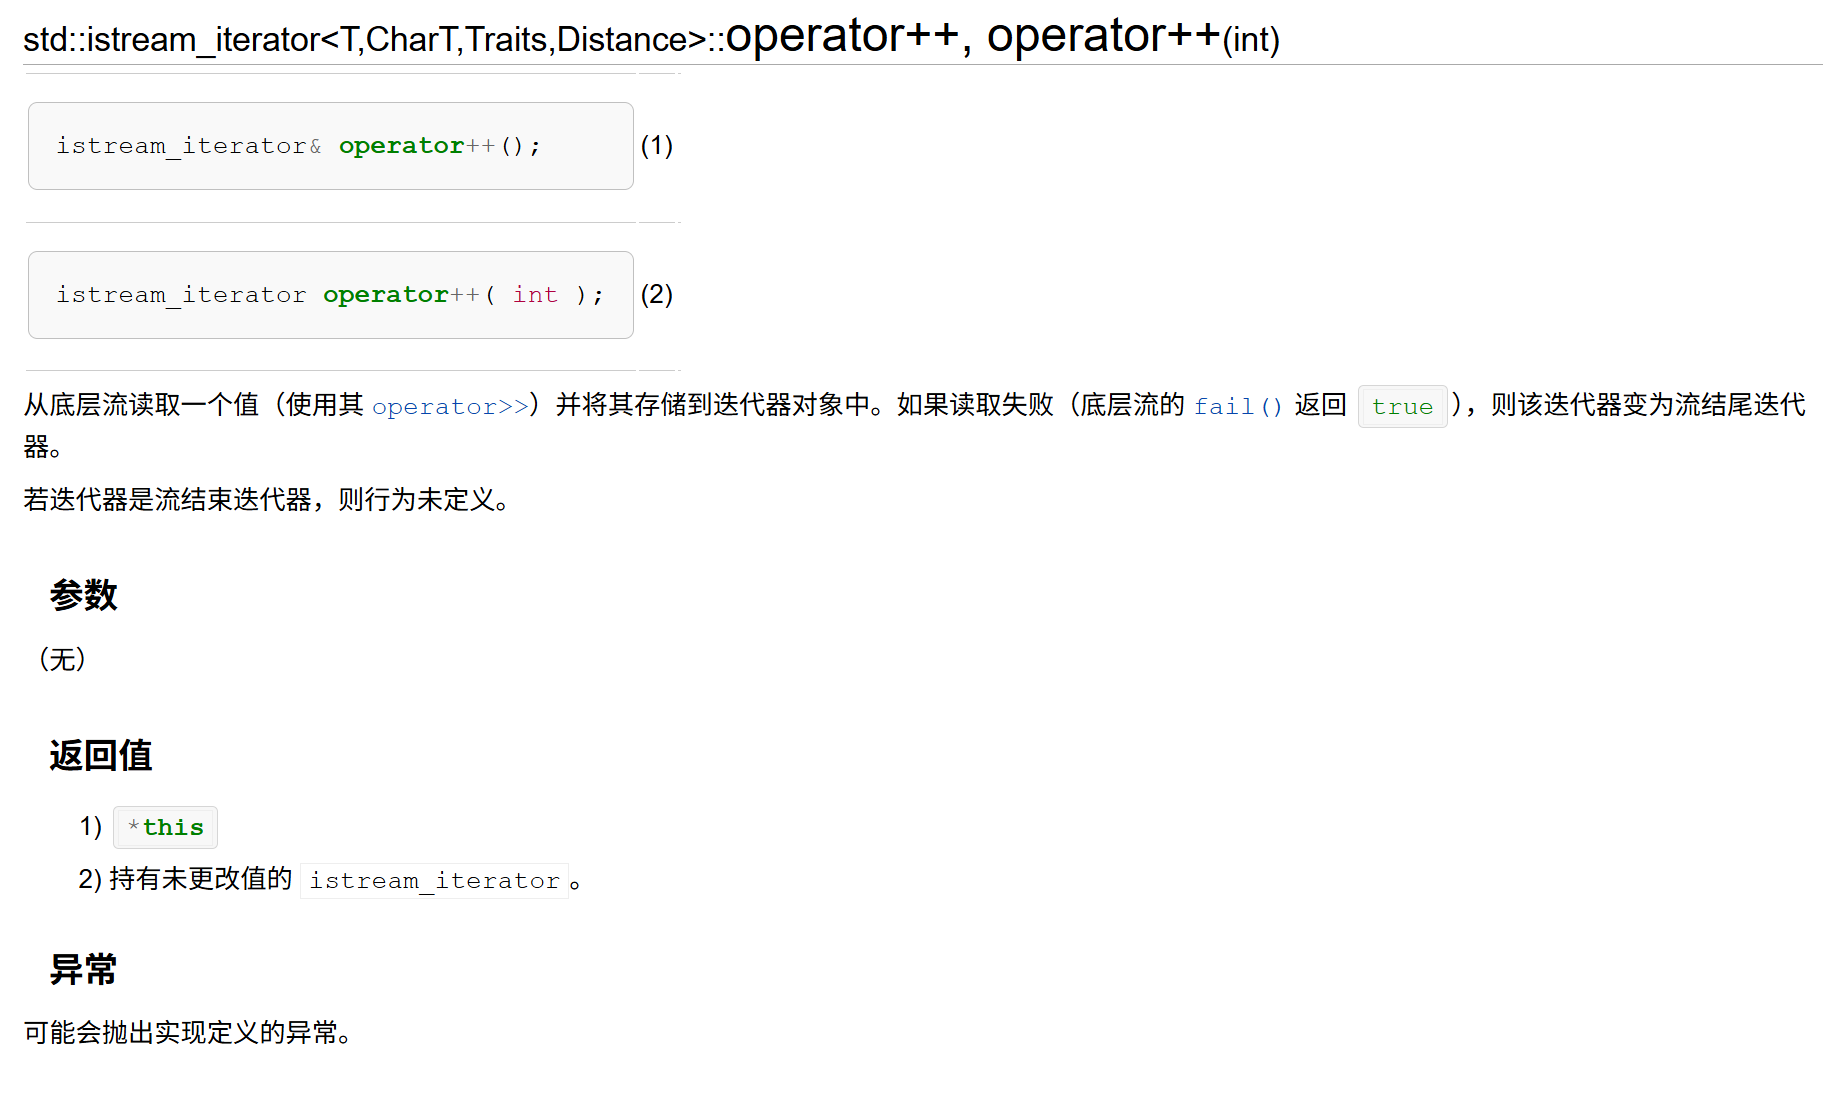 std::istream_iterator<T,CharT,Traits,Distance>::operator++, operator++(int)
istream_iterator& operator++(); (1)
istream_iterator operator++( int ); (2)
从底层流读取一个值（使用其 operator>>）并将其存储到迭代器对象中。如果读取失败（底层流的 fail() 返回 true），则该迭代器变为流结尾迭代
器。
若迭代器是流结束迭代器，则行为未定义。
参数
（无）
返回值
1) *this
2) 持有未更改值的 istream_iterator。
异常
可能会抛出实现定义的异常。